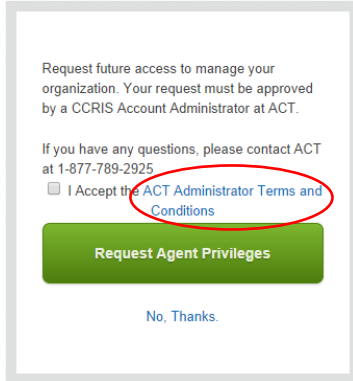 Request future access to manage your
organization. Your request must be approved
by a CCRIS Account Administrator at ACT.
If you have any questions, please contact ACT
at 1-877-789-2925
I Accept the ACT Administrator Terms and
Conditions
Request Agent Privileges
No, Thanks.